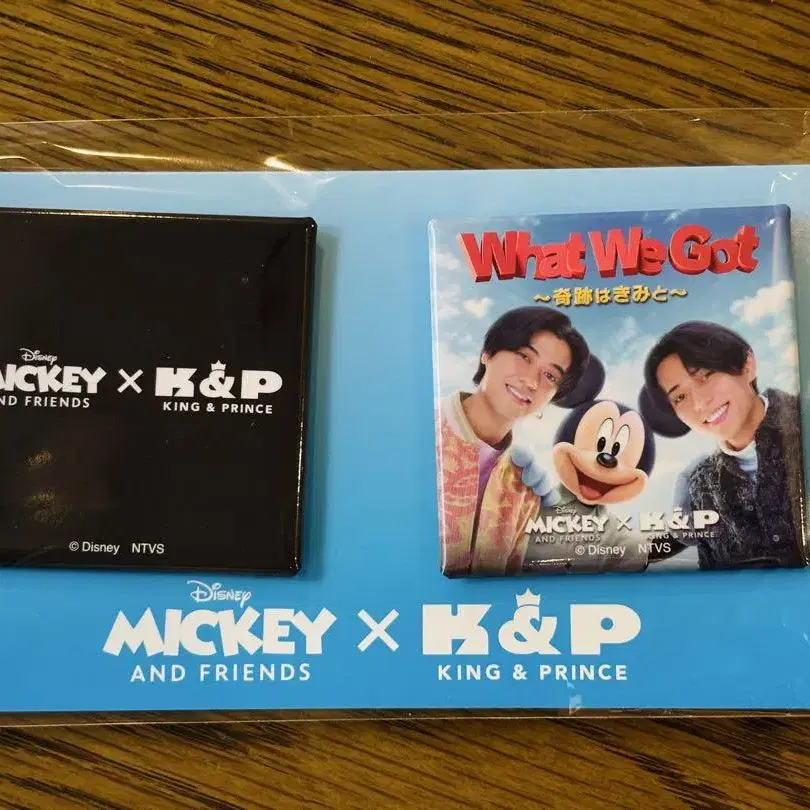 Disney
MICKEY × K&P
AND FRIENDS KING & PRINCE
© Disney NTVS
What We Got
~奇跡はきみと~
Disney
MICKEY × K&P
AND FRIENDS KING & PRINCE
© Disney NTVS
Disney
MICKEY × K&P
AND FRIENDS KING & PRINCE